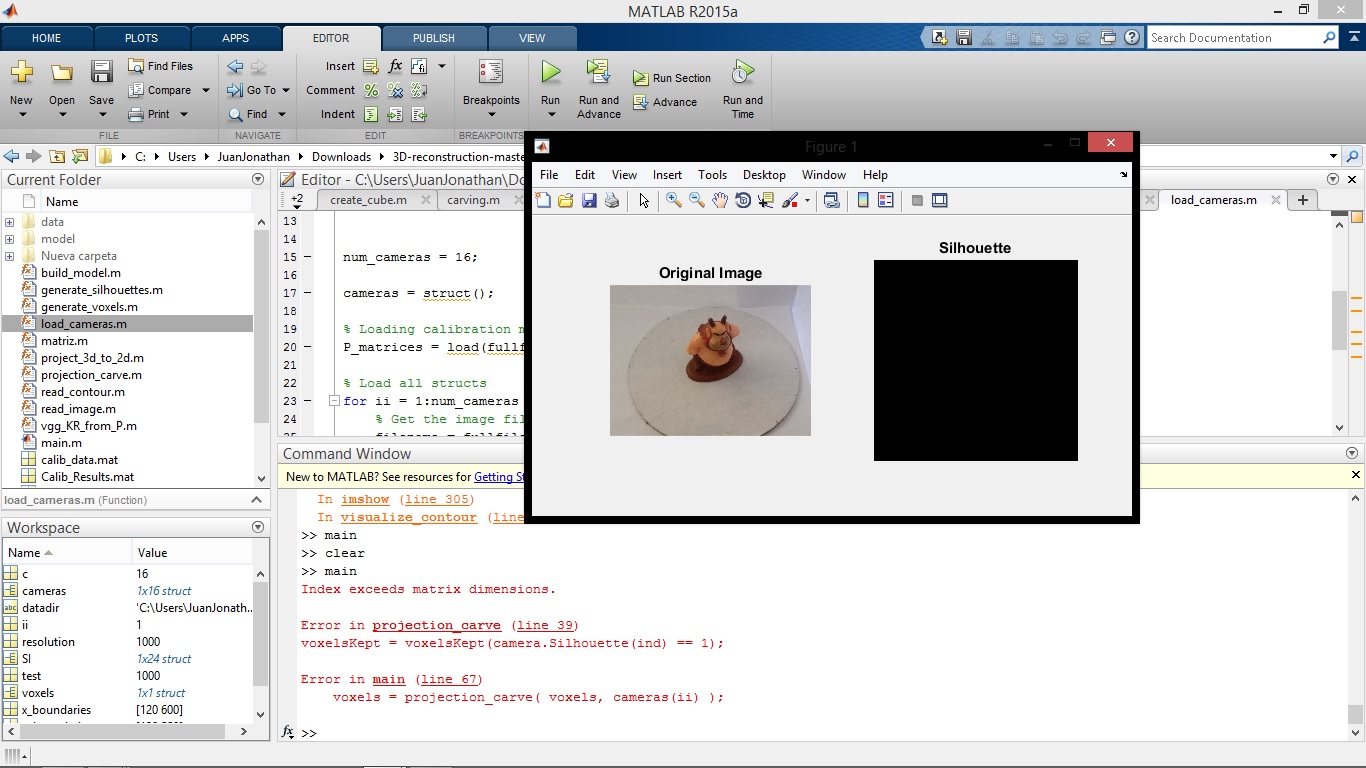 MATLAB R2015a
HOME PLOTS APPS EDITOR PUBLISH VIEW
Search Documentation
New Open Save
Find Files
Compare
Print
Go To
Find
Insert fx
Comment
Indent
Breakpoints
Run
Run and Advance
Run Section
Advance
Run and Time
FILE NAVIGATE EDIT BREAKPOINTS
C: Users JuanJonathan Downloads 3D-reconstruction-maste
Current Folder
Name
data
model
Nueva carpeta
build_model.m
generate_silhouettes.m
generate_voxels.m
load_cameras.m
matriz.m
project_3d_to_2d.m
projection_carve.m
read_contour.m
read_image.m
vgg_KR_from_P.m
main.m
calib_data.mat
Calib_Results.mat
load_cameras.m (Function)
Workspace
Name Value
c 16
cameras 1x16 struct
datadir 'C:\Users\JuanJonath...
ii 1
resolution 1000
SI 1x24 struct
test 1000
voxels 1x1 struct
x_boundaries [120 600]
Editor - C:\Users\JuanJonathan\Do
+2 create_cube.m carving.m load_cameras.m
13
14
15 num_cameras = 16;
16
17 cameras = struct();
18
19 % Loading calibration m
20 P_matrices = load(fullf
21
22 % Load all structs
23 for ii = 1:num_cameras
24 % Get the image fil
Figure 1
File Edit View Insert Tools Desktop Window Help
Original Image
Silhouette
Command Window
New to MATLAB? See resources for Getting St
In imshow (line 305)
In visualize_contour (line
>> main
>> clear
>> main
Index exceeds matrix dimensions.
Error in projection_carve (line 39)
voxelsKept = voxelsKept(camera.Silhouette(ind) == 1);
Error in main (line 67)
voxels = projection_carve( voxels, cameras(ii) );
fx >>